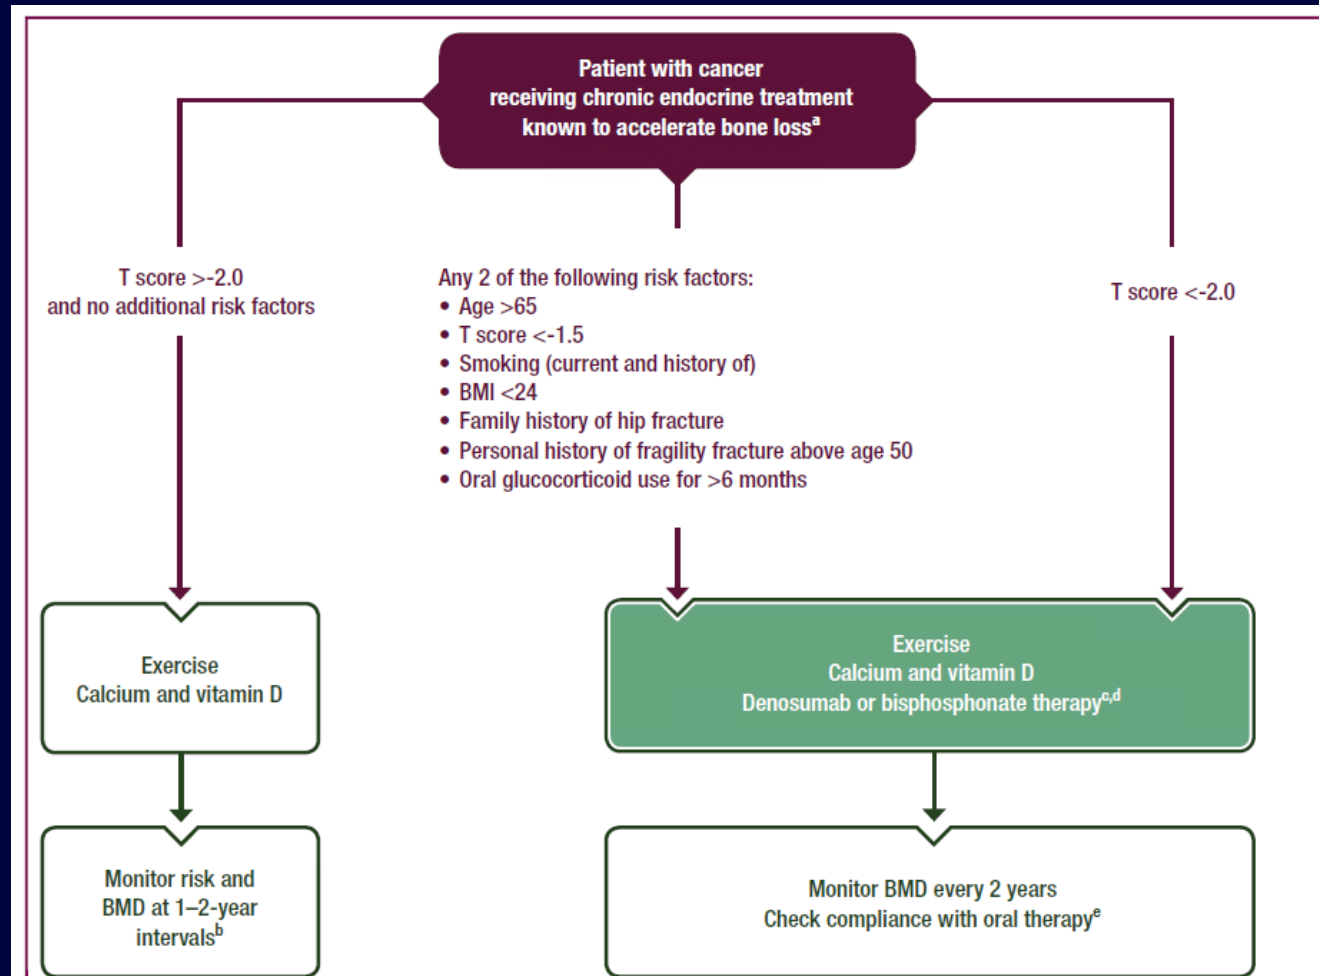 Patient with cancer
receiving chronic endocrine treatment
known to accelerate bone lossᵃ
T score >-2.0
and no additional risk factors
Any 2 of the following risk factors:
• Age >65
• T score <-1.5
• Smoking (current and history of)
• BMI <24
• Family history of hip fracture
• Personal history of fragility fracture above age 50
• Oral glucocorticoid use for >6 months
T score <-2.0
Exercise
Calcium and vitamin D
Exercise
Calcium and vitamin D
Denosumab or bisphosphonate therapyᶜ,ᵈ
Monitor risk and
BMD at 1–2-year
intervalsᵇ
Monitor BMD every 2 years
Check compliance with oral therapyᵉ